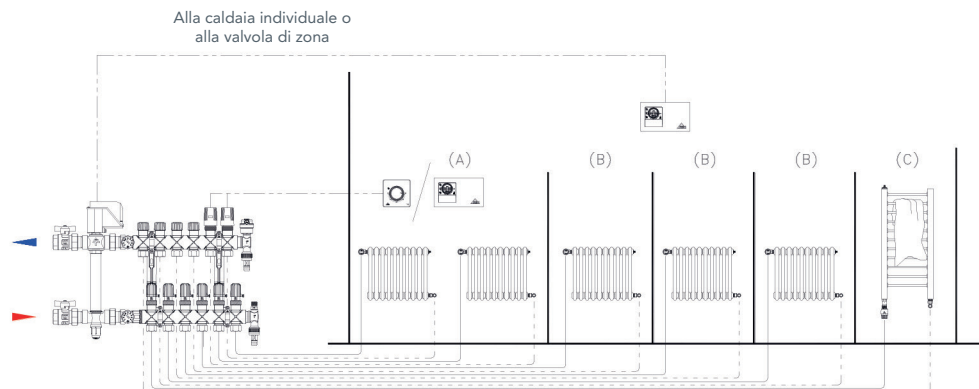 Alla caldaia individuale o
alla valvola di zona
(A)
(B)
(B)
(B)
(C)